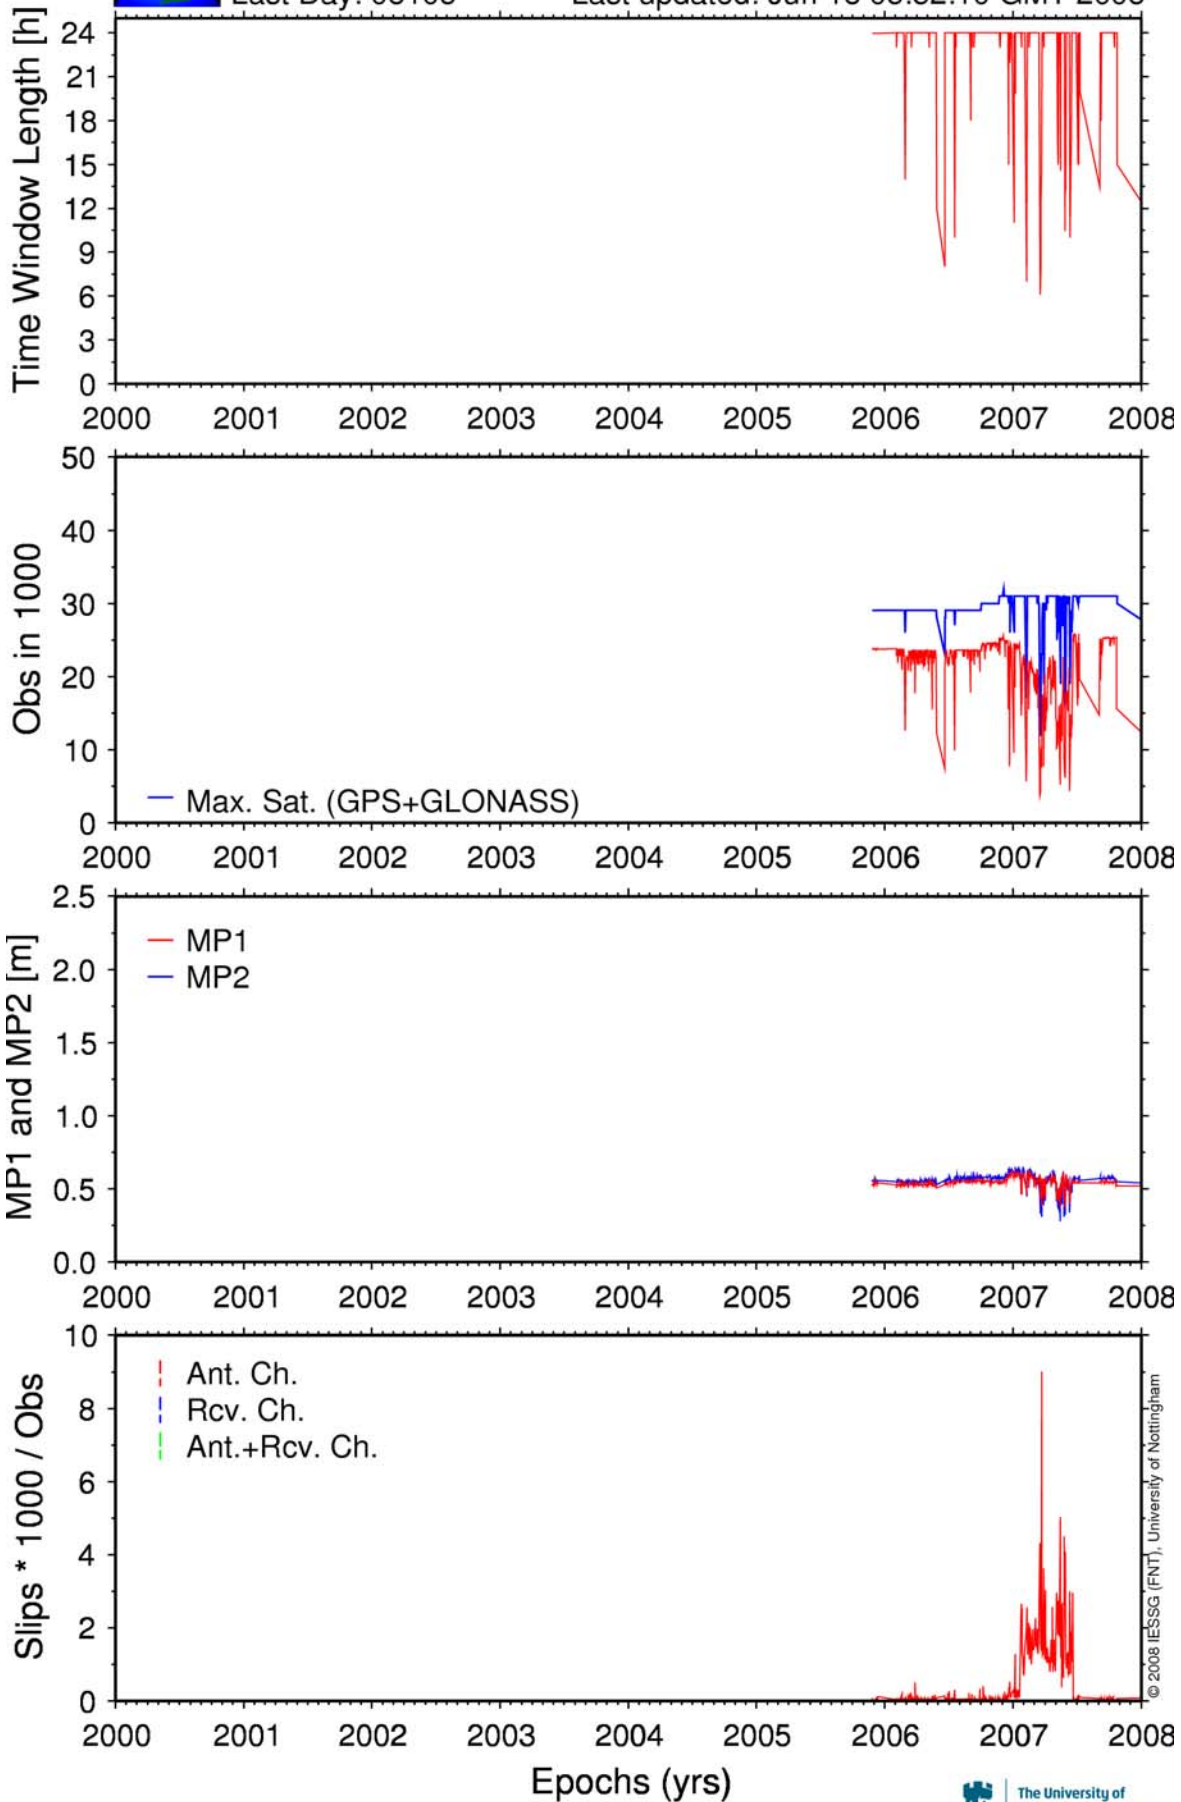 Time Window Length [h]
24
21
18
15
12
9
6
3
0
2000 2001 2002 2003 2004 2005 2006 2007 2008
Obs in 1000
50
40
30
20
10
0
Max. Sat. (GPS+GLONASS)
2000 2001 2002 2003 2004 2005 2006 2007 2008
MP1 and MP2 [m]
2.5
2.0
1.5
1.0
0.5
0.0
MP1
MP2
2000 2001 2002 2003 2004 2005 2006 2007 2008
Slips * 1000 / Obs
10
8
6
4
2
0
Ant. Ch.
Rcv. Ch.
Ant.+Rcv. Ch.
© 2008 IESSG (FNT), University of Nottingham
2000 2001 2002 2003 2004 2005 2006 2007 2008
Epochs (yrs)
The University of